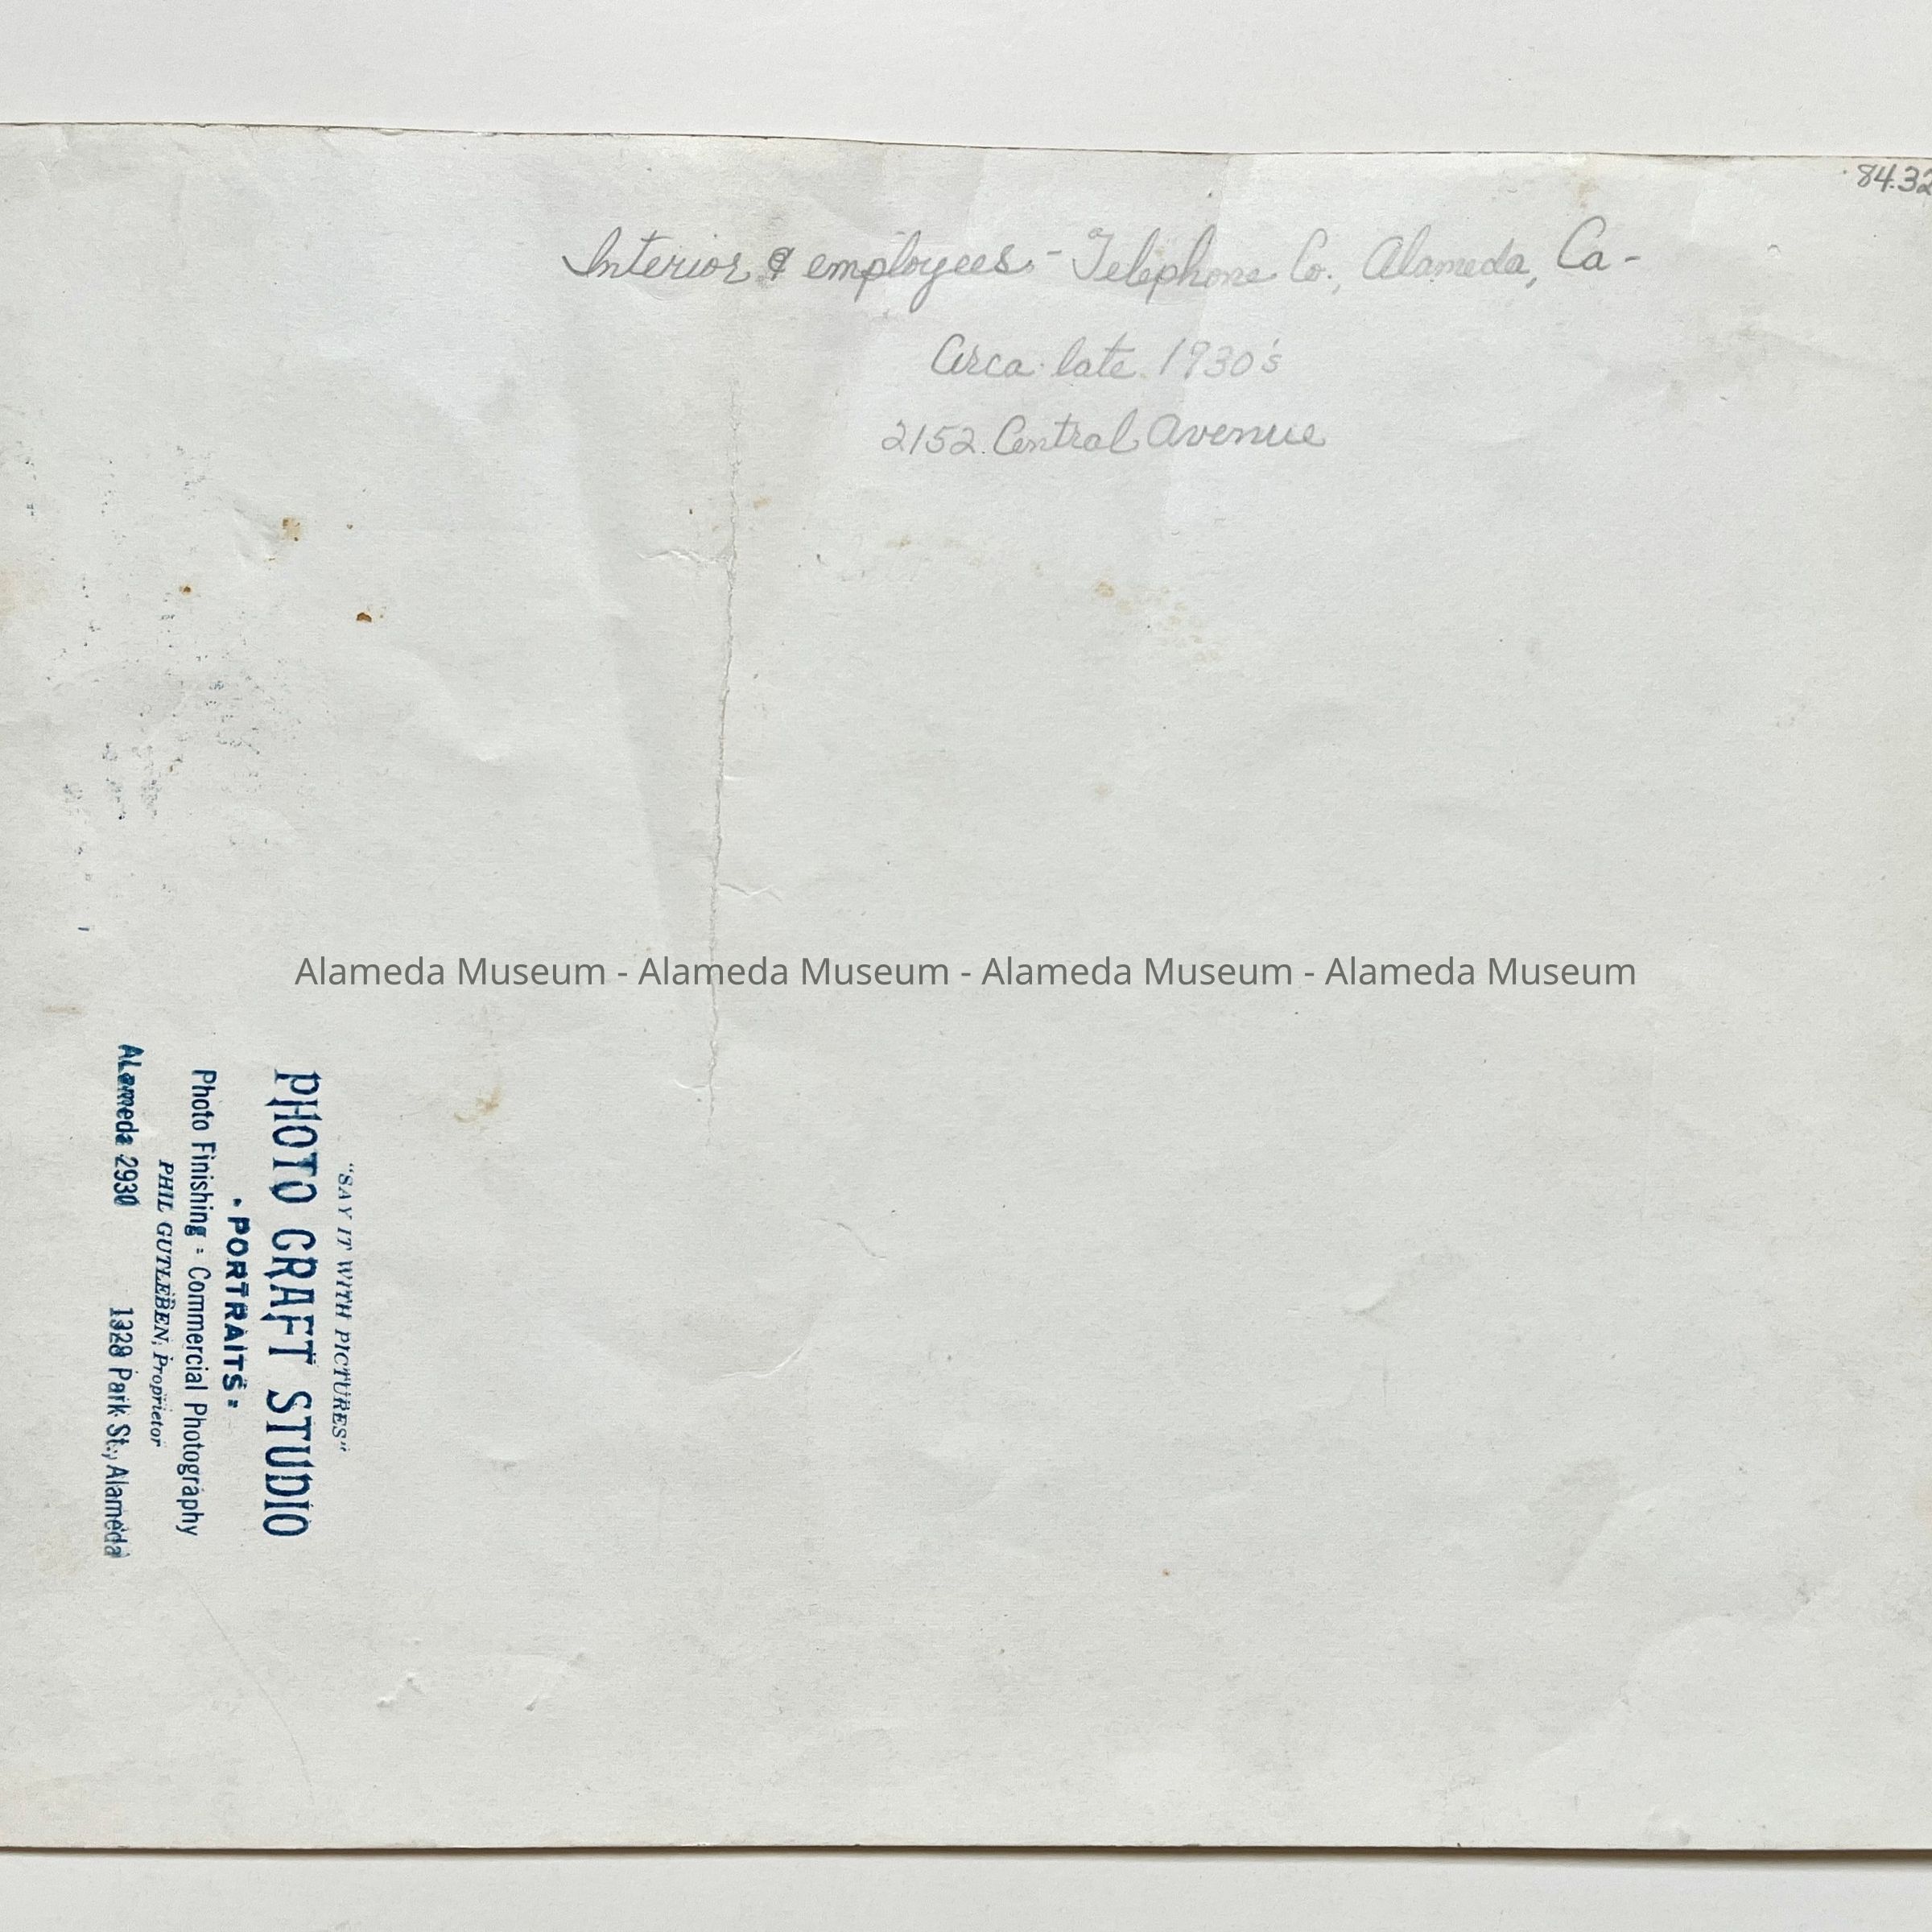 84.32
Interior & employees - Telephone Co., Alameda, Ca -
Circa late 1930's
2152 Central Avenue
Alameda Museum - Alameda Museum - Alameda Museum - Alameda Museum
"SAY IT WITH PICTURES"
PHOTO CRAFT STUDIO
· PORTRAITS ·
Photo Finishing - Commercial Photography
PHIL GUTLEBEN, Proprietor
ALameda 2930 1329 Park St., Alameda